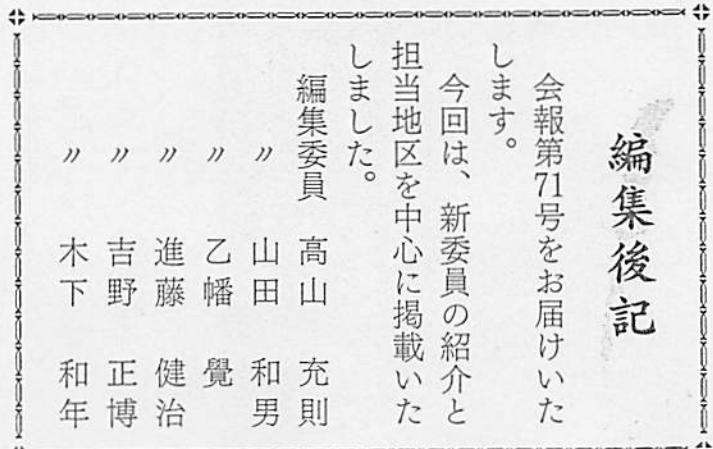 編集後記
会報第71号をお届けいた
します。
今回は、新委員の紹介と
担当地区を中心に掲載いた
しました。
編集委員 高山 充則
〃 山田 和男
〃 乙幡 覺
〃 進藤 健治
〃 吉野 正博
〃 木下 和年